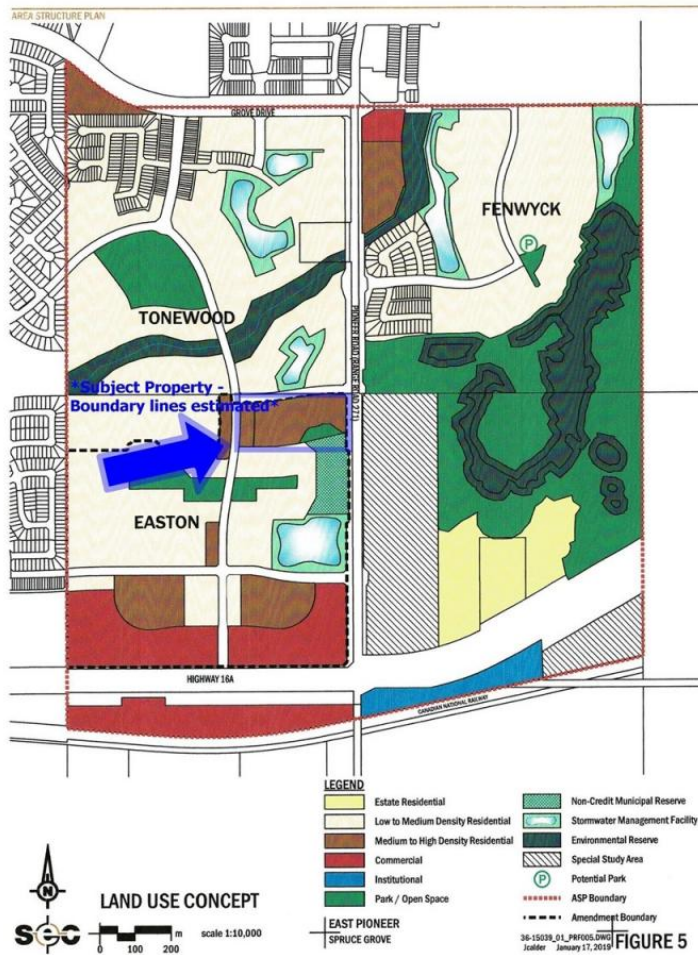 AREA STRUCTURE PLAN
GROVE DRIVE
FENWYCK
P
TONEWOOD
PIONEER ROAD (RANGE ROAD 271)
*Subject Property -
Boundary lines estimated*
EASTON
HIGHWAY 16A
CANADIAN NATIONAL RAILWAY
LEGEND
Estate Residential
Low to Medium Density Residential
Medium to High Density Residential
Commercial
Institutional
Park / Open Space
Non-Credit Municipal Reserve
Stormwater Management Facility
Environmental Reserve
Special Study Area
P Potential Park
ASP Boundary
Amendment Boundary
N
LAND USE CONCEPT
sec
m
0 100 200
scale 1:10,000
EAST PIONEER
SPRUCE GROVE
36-15039_01_PRF005.DWG
Jcalder January 17, 2019
FIGURE 5